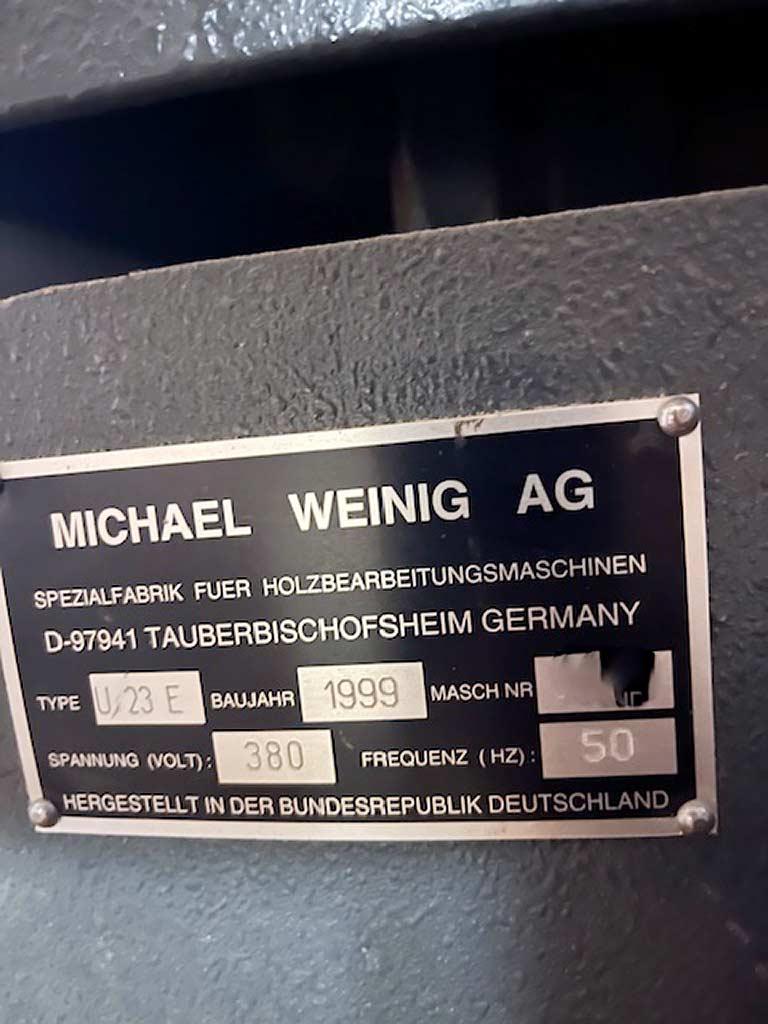 MICHAEL WEINIG AG
SPEZIALFABRIK FUER HOLZBEARBEITUNGSMASCHINEN
D-97941 TAUBERBISCHOFSHEIM GERMANY
TYPE U 23 E BAUJAHR 1999 MASCH NR
SPANNUNG (VOLT): 380 FREQUENZ (HZ): 50
HERGESTELLT IN DER BUNDESREPUBLIK DEUTSCHLAND